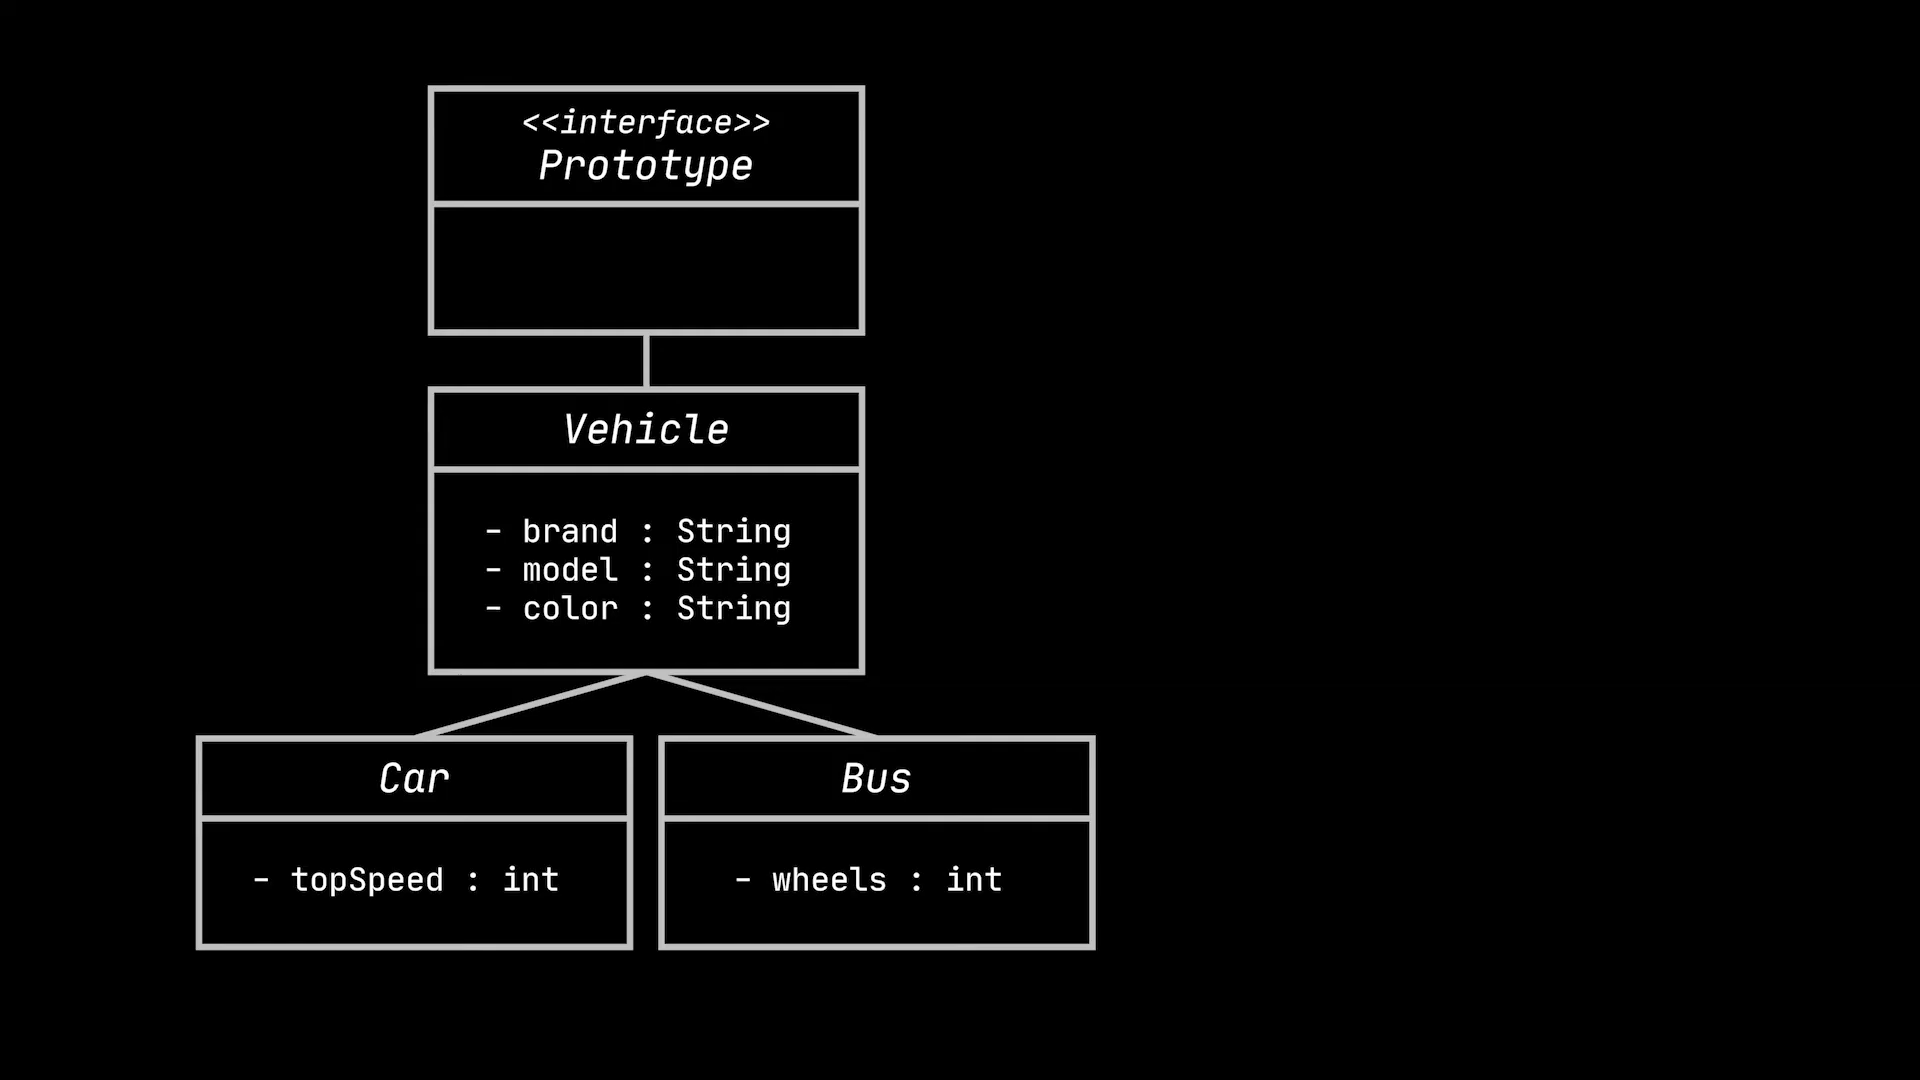 <<interface>>
Prototype
Vehicle
- brand : String
- model : String
- color : String
Car
- topSpeed : int
Bus
- wheels : int